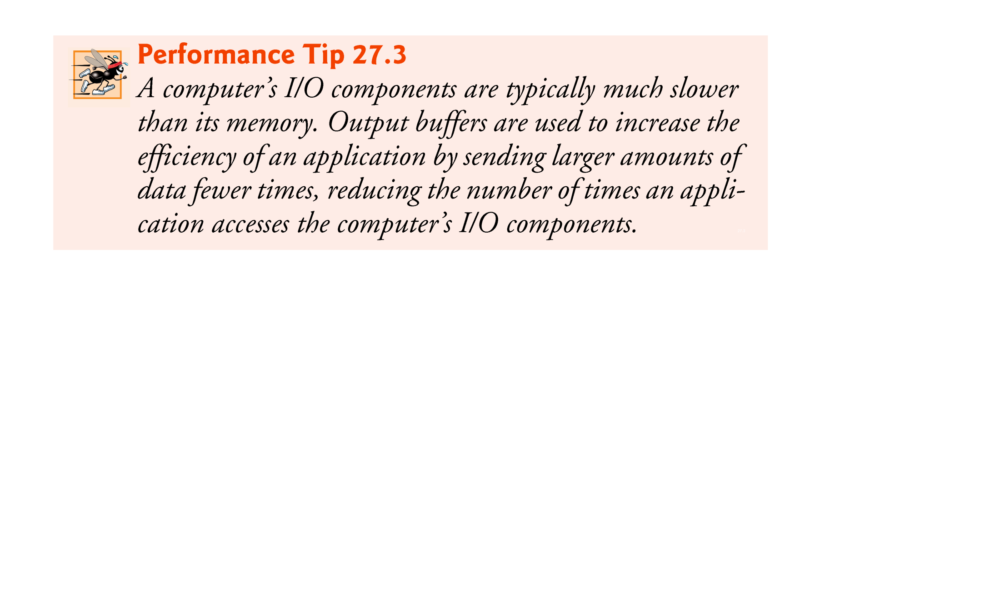 Performance Tip 27.3
A computer’s I/O components are typically much slower
than its memory. Output buffers are used to increase the
efficiency of an application by sending larger amounts of
data fewer times, reducing the number of times an appli-
cation accesses the computer’s I/O components.